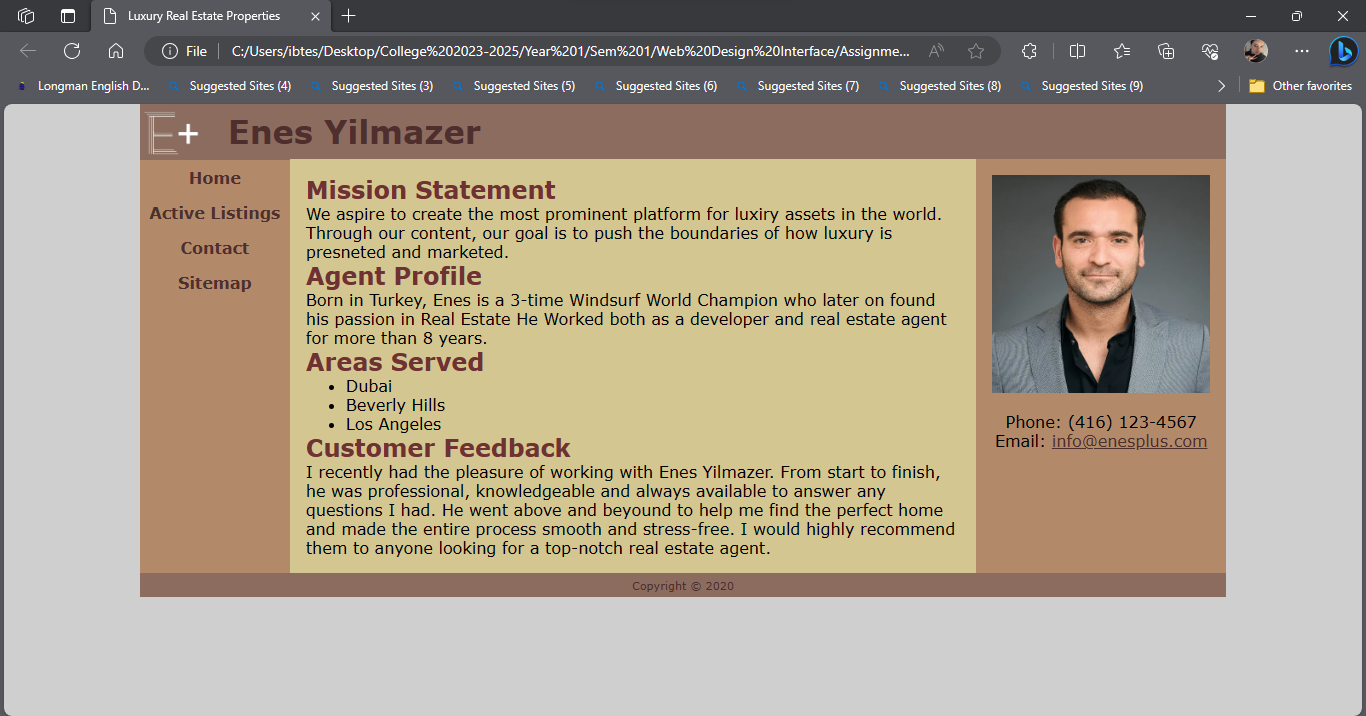 Luxury Real Estate Properties
File
C:/Users/ibtes/Desktop/College%202023-2025/Year%201/Sem%201/Web%20Design%20Interface/Assignme...
Longman English D...
Suggested Sites (4)
Suggested Sites (3)
Suggested Sites (5)
Suggested Sites (6)
Suggested Sites (7)
Suggested Sites (8)
Suggested Sites (9)
Other favorites
E+
Enes Yilmazer
Home
Active Listings
Contact
Sitemap
Mission Statement
We aspire to create the most prominent platform for luxiry assets in the world.
Through our content, our goal is to push the boundaries of how luxury is
presneted and marketed.
Agent Profile
Born in Turkey, Enes is a 3-time Windsurf World Champion who later on found
his passion in Real Estate He Worked both as a developer and real estate agent
for more than 8 years.
Areas Served
• Dubai
• Beverly Hills
• Los Angeles
Customer Feedback
I recently had the pleasure of working with Enes Yilmazer. From start to finish,
he was professional, knowledgeable and always available to answer any
questions I had. He went above and beyound to help me find the perfect home
and made the entire process smooth and stress-free. I would highly recommend
them to anyone looking for a top-notch real estate agent.
Phone: (416) 123-4567
Email: info@enesplus.com
Copyright © 2020